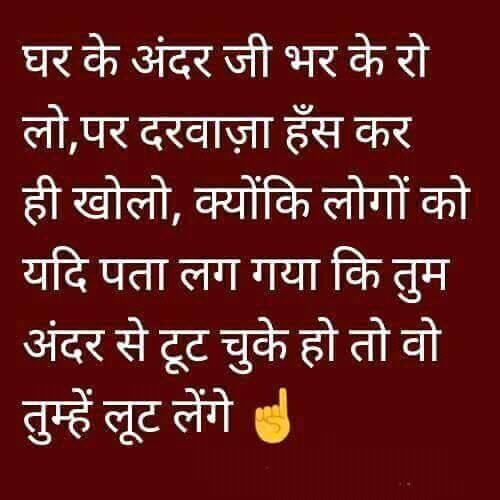 घर के अंदर जी भर के रो
लो,पर दरवाज़ा हँस कर
ही खोलो, क्योंकि लोगों को
यदि पता लग गया कि तुम
अंदर से टूट चुके हो तो वो
तुम्हें लूट लेंगे ☝